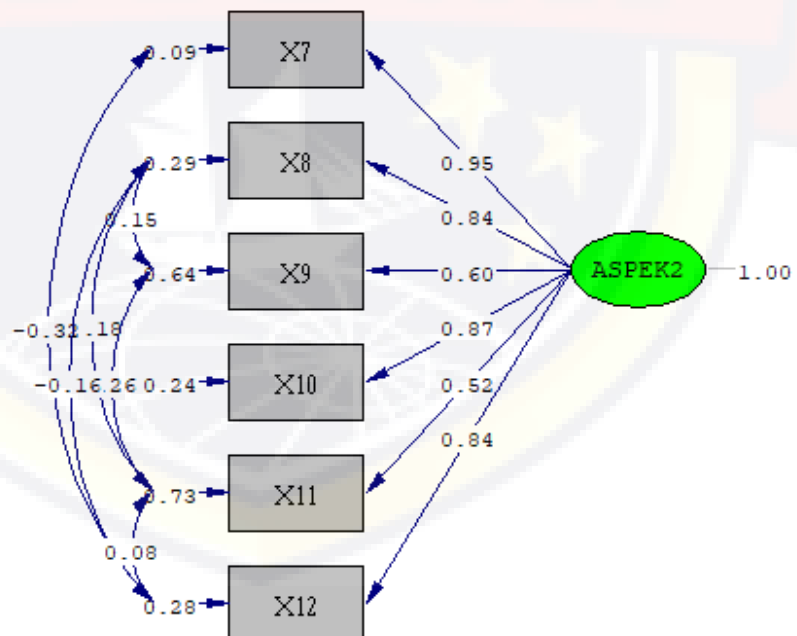 0.09 X7
0.29 X8 0.95
0.15 0.84
0.64 X9 0.60 ASPEK2 1.00
-0.32 .18 0.87
-0.16 .26 0.24 X10 0.52
0.84
0.73 X11
0.08
0.28 X12